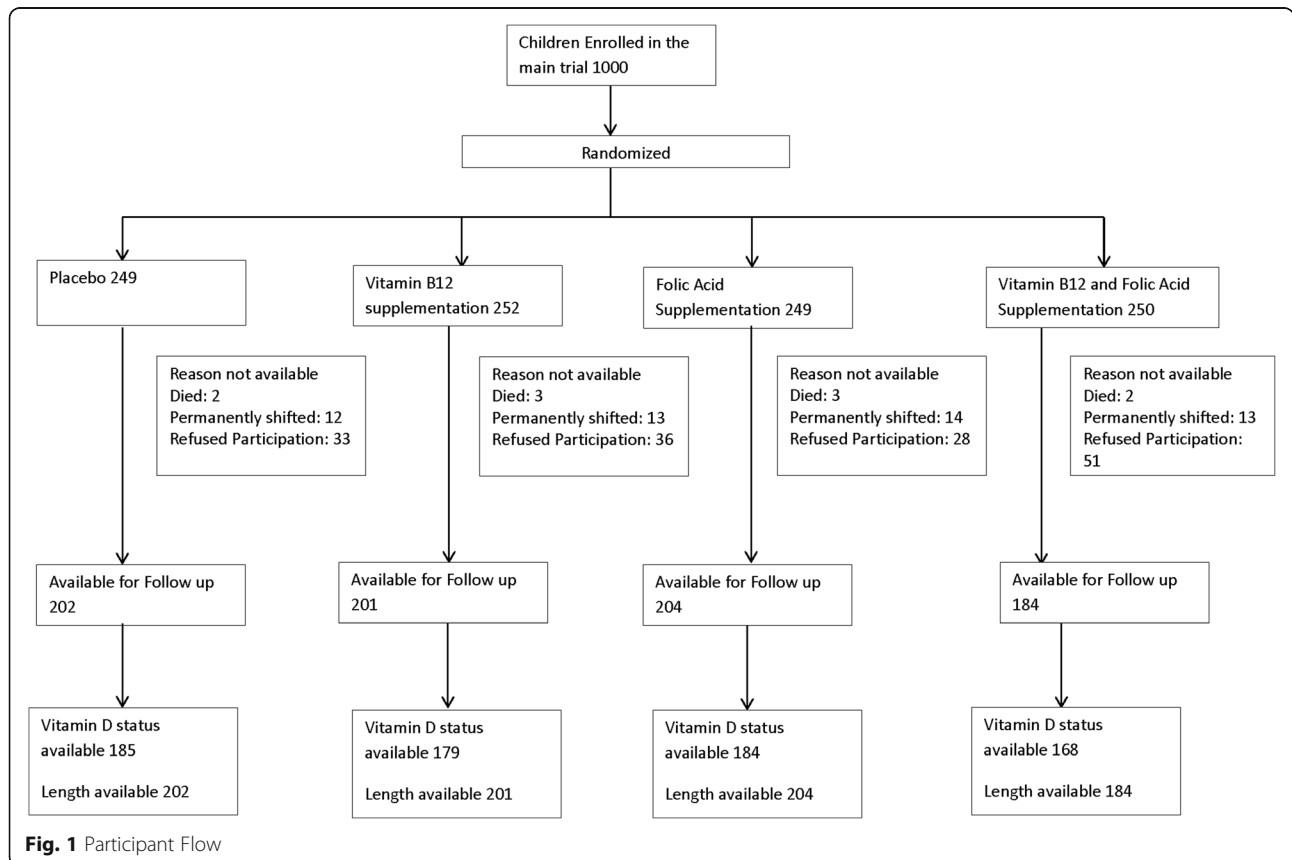 Children Enrolled in the
main trial 1000
Randomized
Placebo 249
Vitamin B12
supplementation 252
Folic Acid
Supplementation 249
Vitamin B12 and Folic Acid
Supplementation 250
Reason not available
Died: 2
Permanently shifted: 12
Refused Participation: 33
Reason not available
Died: 3
Permanently shifted: 13
Refused Participation: 36
Reason not available
Died: 3
Permanently shifted: 14
Refused Participation: 28
Reason not available
Died: 2
Permanently shifted: 13
Refused Participation:
51
Available for Follow up
202
Available for Follow up
201
Available for Follow up
204
Available for Follow up
184
Vitamin D status
available 185
Length available 202
Vitamin D status
available 179
Length available 201
Vitamin D status
available 184
Length available 204
Vitamin D status
available 168
Length available 184
Fig. 1 Participant Flow